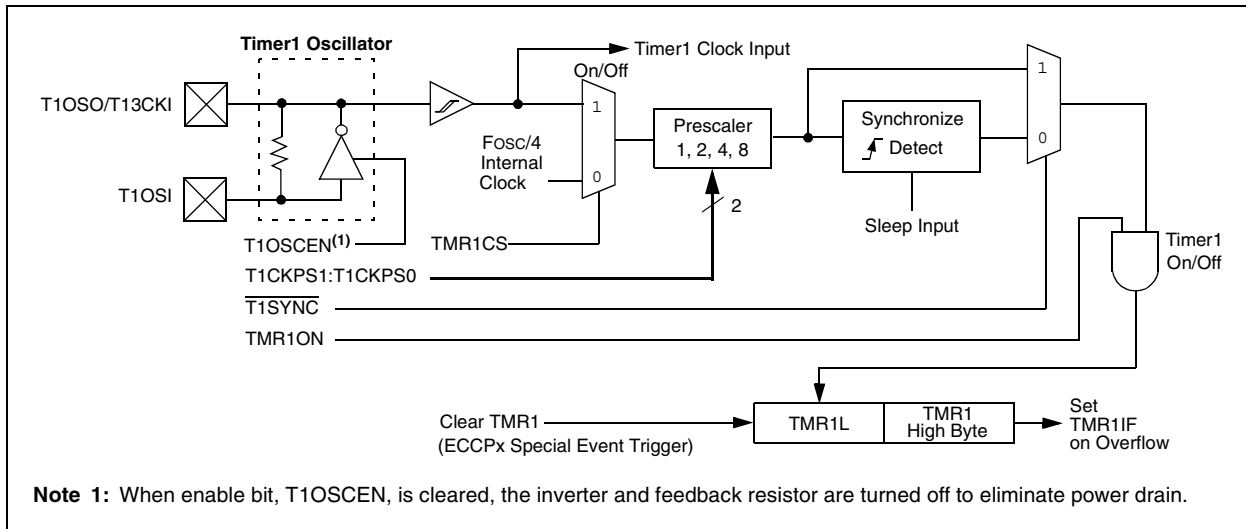 Timer1 Oscillator
Timer1 Clock Input
On/Off
T1OSO/T13CKI
1
1
Prescaler
1, 2, 4, 8
Synchronize
Detect
0
FOSC/4
Internal
Clock
0
T1OSI
2
Sleep Input
T1OSCEN(1)
TMR1CS
Timer1
On/Off
T1CKPS1:T1CKPS0
T1SYNC
TMR1ON
Clear TMR1
(ECCPx Special Event Trigger)
TMR1L
TMR1
High Byte
Set
TMR1IF
on Overflow
Note 1: When enable bit, T1OSCEN, is cleared, the inverter and feedback resistor are turned off to eliminate power drain.